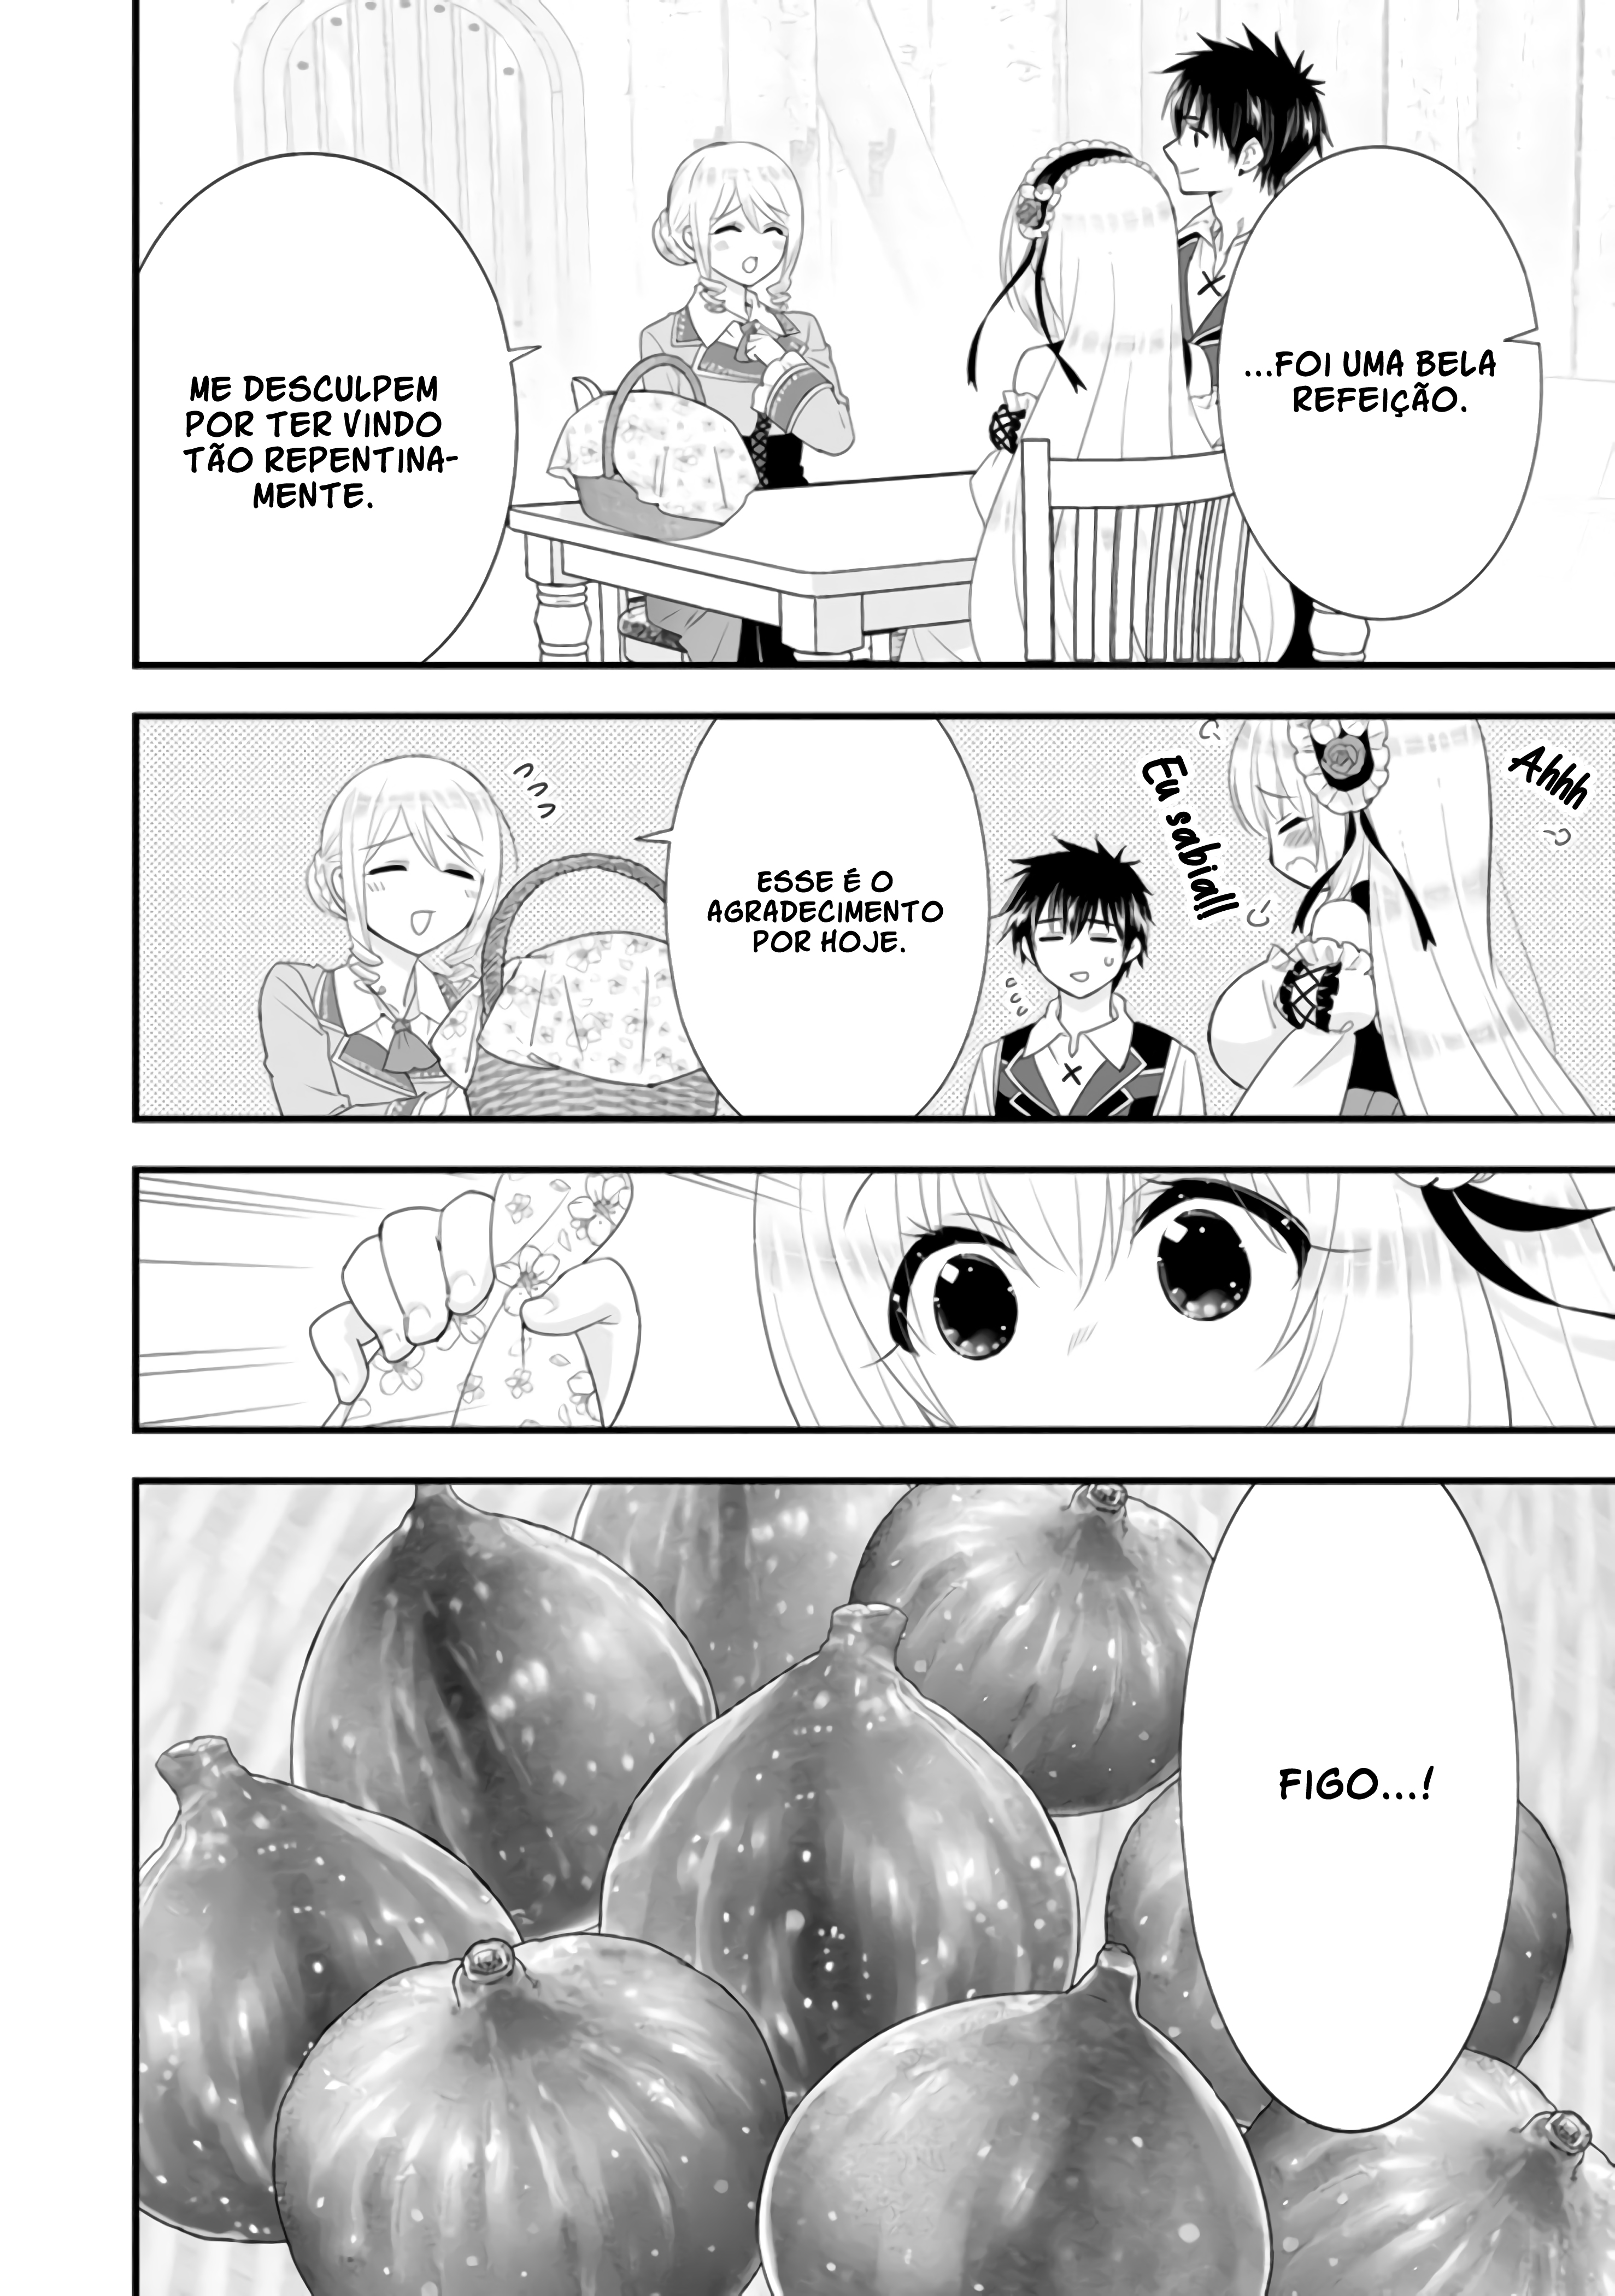 ...FOI UMA BELA
REFEIÇÃO.
ME DESCULPEM
POR TER VINDO
TÃO REPENTINA-
MENTE.
Ahhh
Eu sabia!!
ESSE É O
AGRADECIMENTO
POR HOJE.
FIGO...!